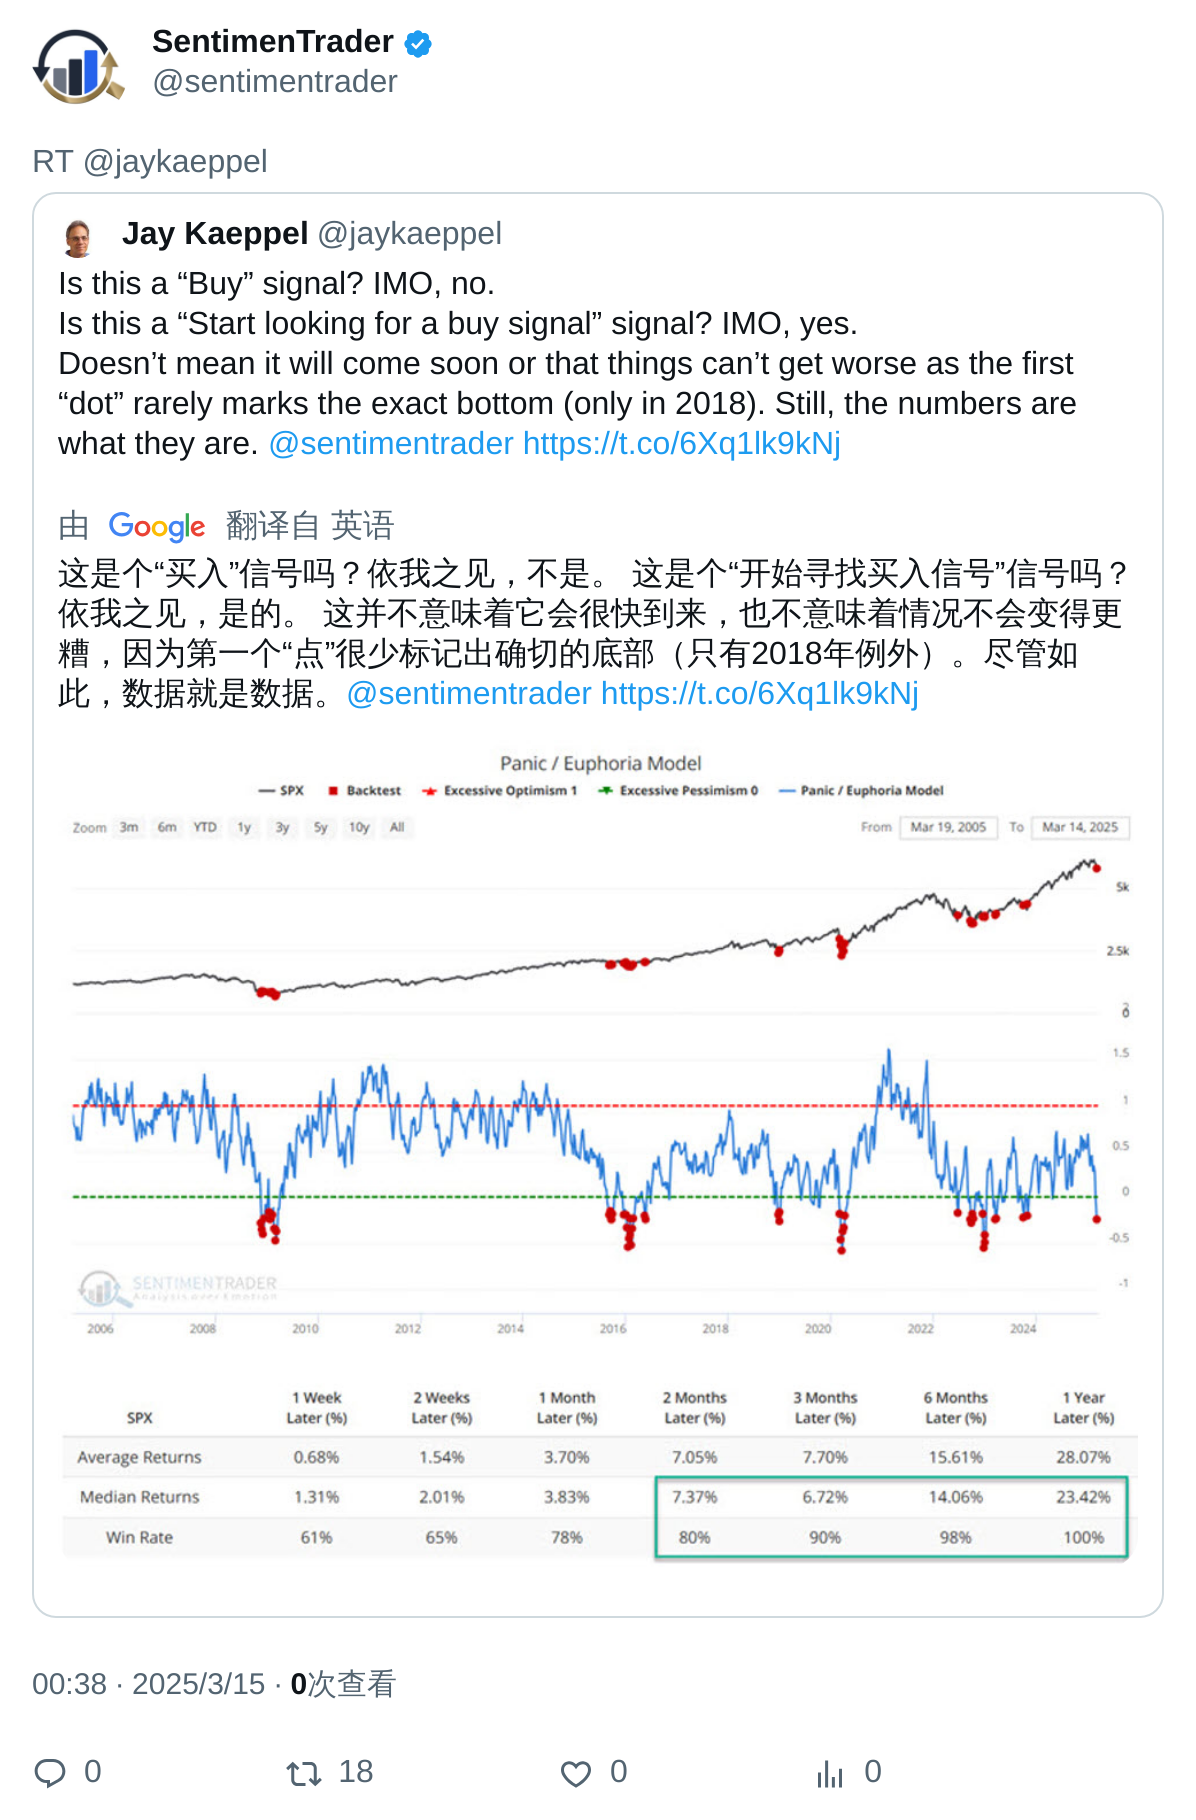 SentimenTrader
@sentimentrader
RT @jaykaeppel
Jay Kaeppel @jaykaeppel
Is this a “Buy” signal? IMO, no.
Is this a “Start looking for a buy signal” signal? IMO, yes.
Doesn’t mean it will come soon or that things can’t get worse as the first
“dot” rarely marks the exact bottom (only in 2018). Still, the numbers are
what they are. @sentimentrader https://t.co/6Xq1lk9kNj
由 Google 翻译自 英语
这是个“买入”信号吗？依我之见，不是。 这是个“开始寻找买入信号”信号吗？
依我之见，是的。 这并不意味着它会很快到来，也不意味着情况不会变得更
糟，因为第一个“点”很少标记出确切的底部（只有2018年例外）。尽管如
此，数据就是数据。@sentimentrader https://t.co/6Xq1lk9kNj
Panic / Euphoria Model
SPX Backtest Excessive Optimism 1 Excessive Pessimism 0 Panic / Euphoria Model
Zoom 3m 6m YTD 1y 3y 5y 10y All From Mar 19, 2005 To Mar 14, 2025
5k
2.5k
0
2
1.5
1
0.5
0
-0.5
-1
SENTIMENTRADER
Analysis over Emotion
2006 2008 2010 2012 2014 2016 2018 2020 2022 2024
SPX 1 Week Later (%) 2 Weeks Later (%) 1 Month Later (%) 2 Months Later (%) 3 Months Later (%) 6 Months Later (%) 1 Year Later (%)
Average Returns 0.68% 1.54% 3.70% 7.05% 7.70% 15.61% 28.07%
Median Returns 1.31% 2.01% 3.83% 7.37% 6.72% 14.06% 23.42%
Win Rate 61% 65% 78% 80% 90% 98% 100%
00:38 · 2025/3/15 · 0次查看
0 18 0 0